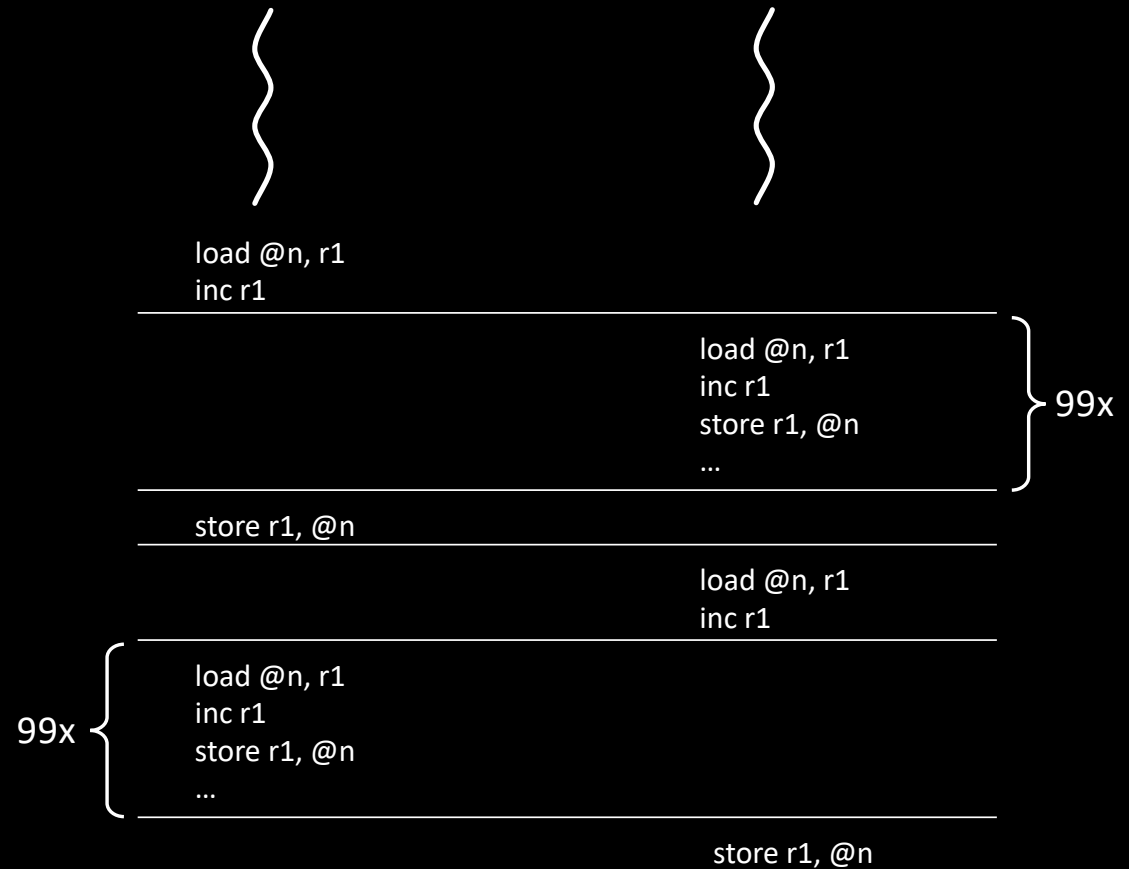 load @n, r1
inc r1
load @n, r1
inc r1
store r1, @n
...
99x
store r1, @n
load @n, r1
inc r1
99x
load @n, r1
inc r1
store r1, @n
...
store r1, @n